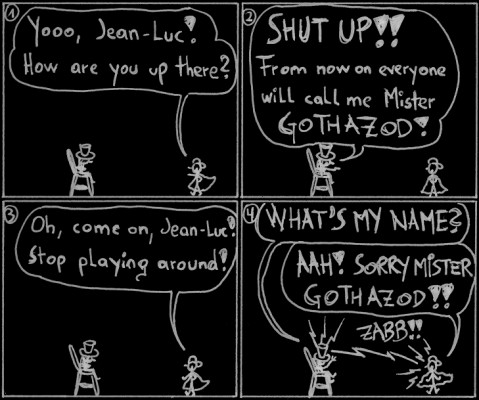 1
Yooo, Jean-Luc!
How are you up there?
2
SHUT UP!!
From now on everyone
will call me Mister
GOTHAZOD!
3
Oh, come on, Jean-Luc!
Stop playing around!
4
WHAT'S MY NAME?
AAH! SORRY MISTER
GOTHAZOD!!
ZABB!!